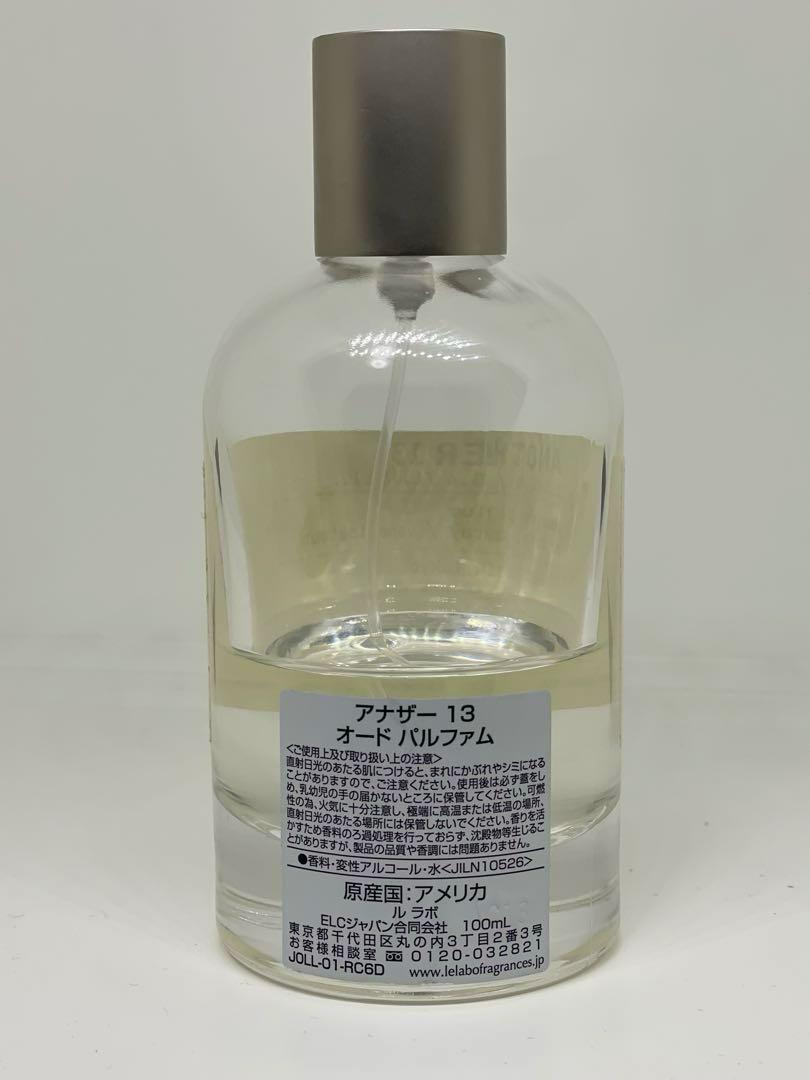 ANOTHER 13
アナザー 13
オード パルファム
<ご使用上及び取り扱い上の注意>
直射日光のあたる肌につけると、まれにかぶれやシミになる
ことがありますので、ご注意ください。使用後は必ず蓋をし
め、乳幼児の手の届かないところに保管してください。可燃
性の為、火気に十分注意し、極端に高温または低温の場所、
直射日光のあたる場所には保管しないでください。香りを活
かすため香料のろ過処理を行っておらず、沈殿物等生じるこ
とがありますが、製品の品質や香調には問題ありません。
●香料・変性アルコール・水<JILN10526>
原産国：アメリカ
ル ラボ
ELCジャパン合同会社 100mL
東京都千代田区丸の内3丁目2番3号
お客様相談室 0120-032821
JOLL-01-RC6D www.lelabofragrances.jp